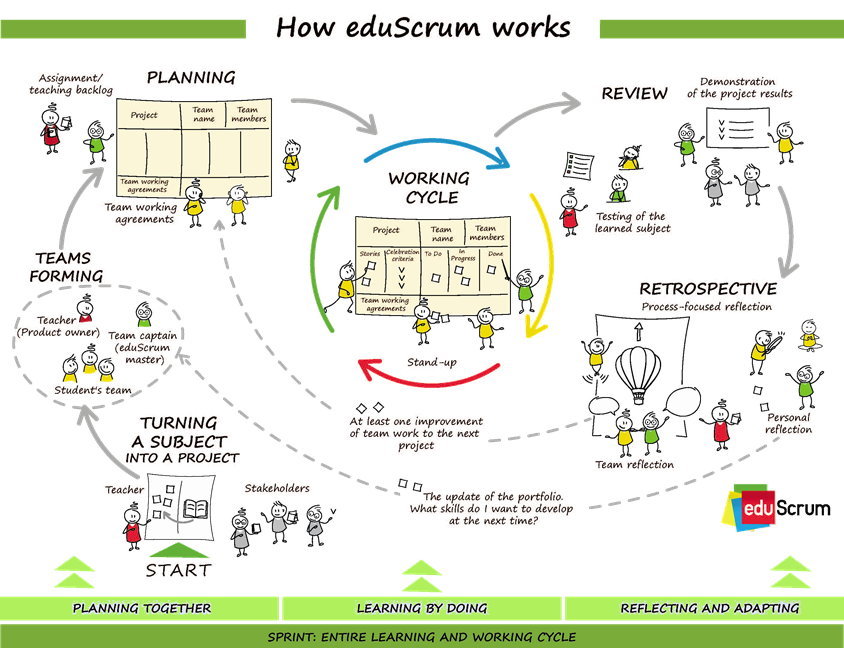 How eduScrum works
Assignment/
teaching backlog
PLANNING
Project
Team
name
Team
members
Team working
agreements
Team working
agreements
TEAMS
FORMING
Teacher
(Product owner)
Team captain
(eduScrum
master)
Student's team
TURNING
A SUBJECT
INTO A PROJECT
Teacher
Stakeholders
START
WORKING
CYCLE
Project
Team
name
Team
members
Stories
Celebration
criteria
To Do
In
Progress
Done
Team working
agreements
Stand-up
At least one improvement
of team work to the next
project
The update of the portfolio.
What skills do I want to develop
at the next time?
REVIEW
Demonstration
of the project results
Testing of the
learned subject
RETROSPECTIVE
Process-focused reflection
Team reflection
Personal
reflection
eduScrum
PLANNING TOGETHER
LEARNING BY DOING
REFLECTING AND ADAPTING
SPRINT: ENTIRE LEARNING AND WORKING CYCLE